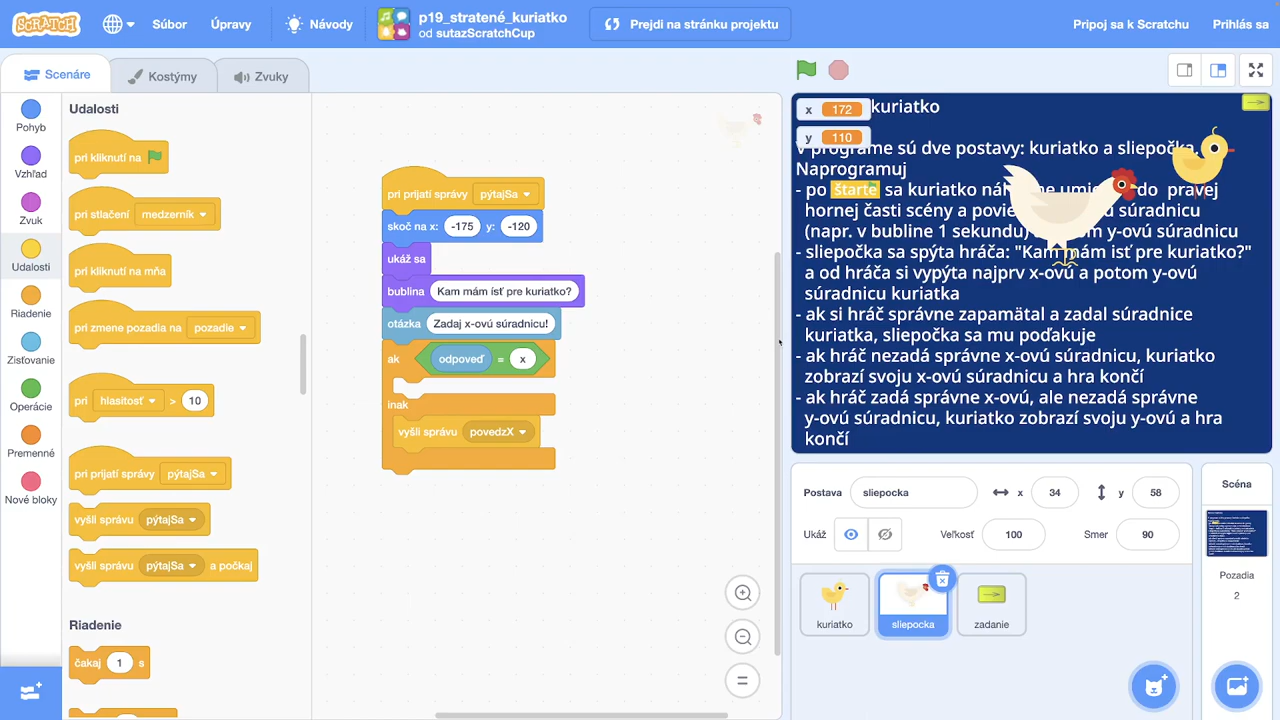 SCRATCH
Súbor
Úpravy
Návody
p19_stratené_kuriatko
od sutazScratchCup
Prejdi na stránku projektu
Pripoj sa k Scratchu
Prihlás sa
Scenáre
Kostýmy
Zvuky
Pohyb
Vzhľad
Zvuk
Udalosti
Riadenie
Zisťovanie
Operácie
Premenné
Nové bloky
Udalosti
pri kliknutí na
pri stlačení medzerník
pri kliknutí na mňa
pri zmene pozadia na pozadie
pri hlasitosť > 10
pri prijatí správy pýtajSa
vyšli správu pýtajSa
vyšli správu pýtajSa a počkaj
Riadenie
čakaj 1 s
pri prijatí správy pýtajSa
skoč na x: -175 y: -120
ukáž sa
bublina Kam mám ísť pre kuriatko?
otázka Zadaj x-ovú súradnicu!
ak odpoveď = x
inak
vyšli správu povedzX
x 172
y 110
kuriatko
V programe sú dve postavy: kuriatko a sliepočka.
Naprogramuj
- po štarte sa kuriatko do pravej
hornej časti scény a povie súradnicu
(napr. v bubline 1 sekundu) y-ovú súradnicu
- sliepočka sa spýta hráča: "Kam mám ísť pre kuriatko?"
a od hráča si vypýta najprv x-ovú a potom y-ovú
súradnicu kuriatka
- ak si hráč správne zapamätal a zadal súradnice
kuriatka, sliepočka sa mu poďakuje
- ak hráč nezadá správne x-ovú súradnicu, kuriatko
zobrazí svoju x-ovú súradnicu a hra končí
- ak hráč zadá správne x-ovú, ale nezadá správne
y-ovú súradnicu, kuriatko zobrazí svoju y-ovú a hra
končí
Postava sliepocka x 34 y 58
Ukáž Veľkosť 100 Smer 90
kuriatko
sliepocka
zadanie
Scéna
Pozadia
2